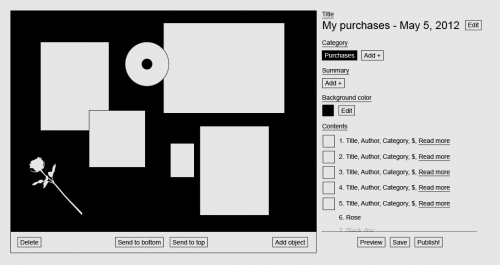 Title
My purchases - May 5, 2012 Edit
Category
Purchases Add +
Summary
Add +
Background color
Edit
Contents
1. Title, Author, Category, $, Read more
2. Title, Author, Category, $, Read more
3. Title, Author, Category, $, Read more
4. Title, Author, Category, $, Read more
5. Title, Author, Category, $, Read more
6. Rose
7. Black disc
Delete Send to bottom Send to top Add object Preview Save Publish!